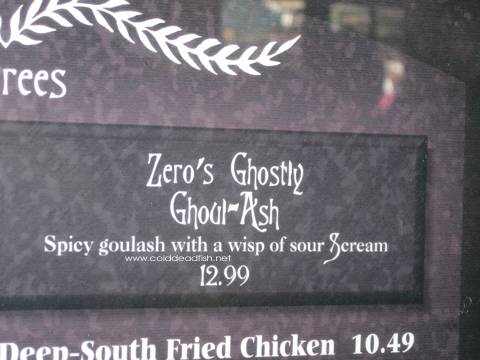 rees
Zero's Ghostly
Ghoul-Ash
Spicy goulash with a wisp of sour Scream
www.colddeadfish.net
12.99
Deep-South Fried Chicken 10.49